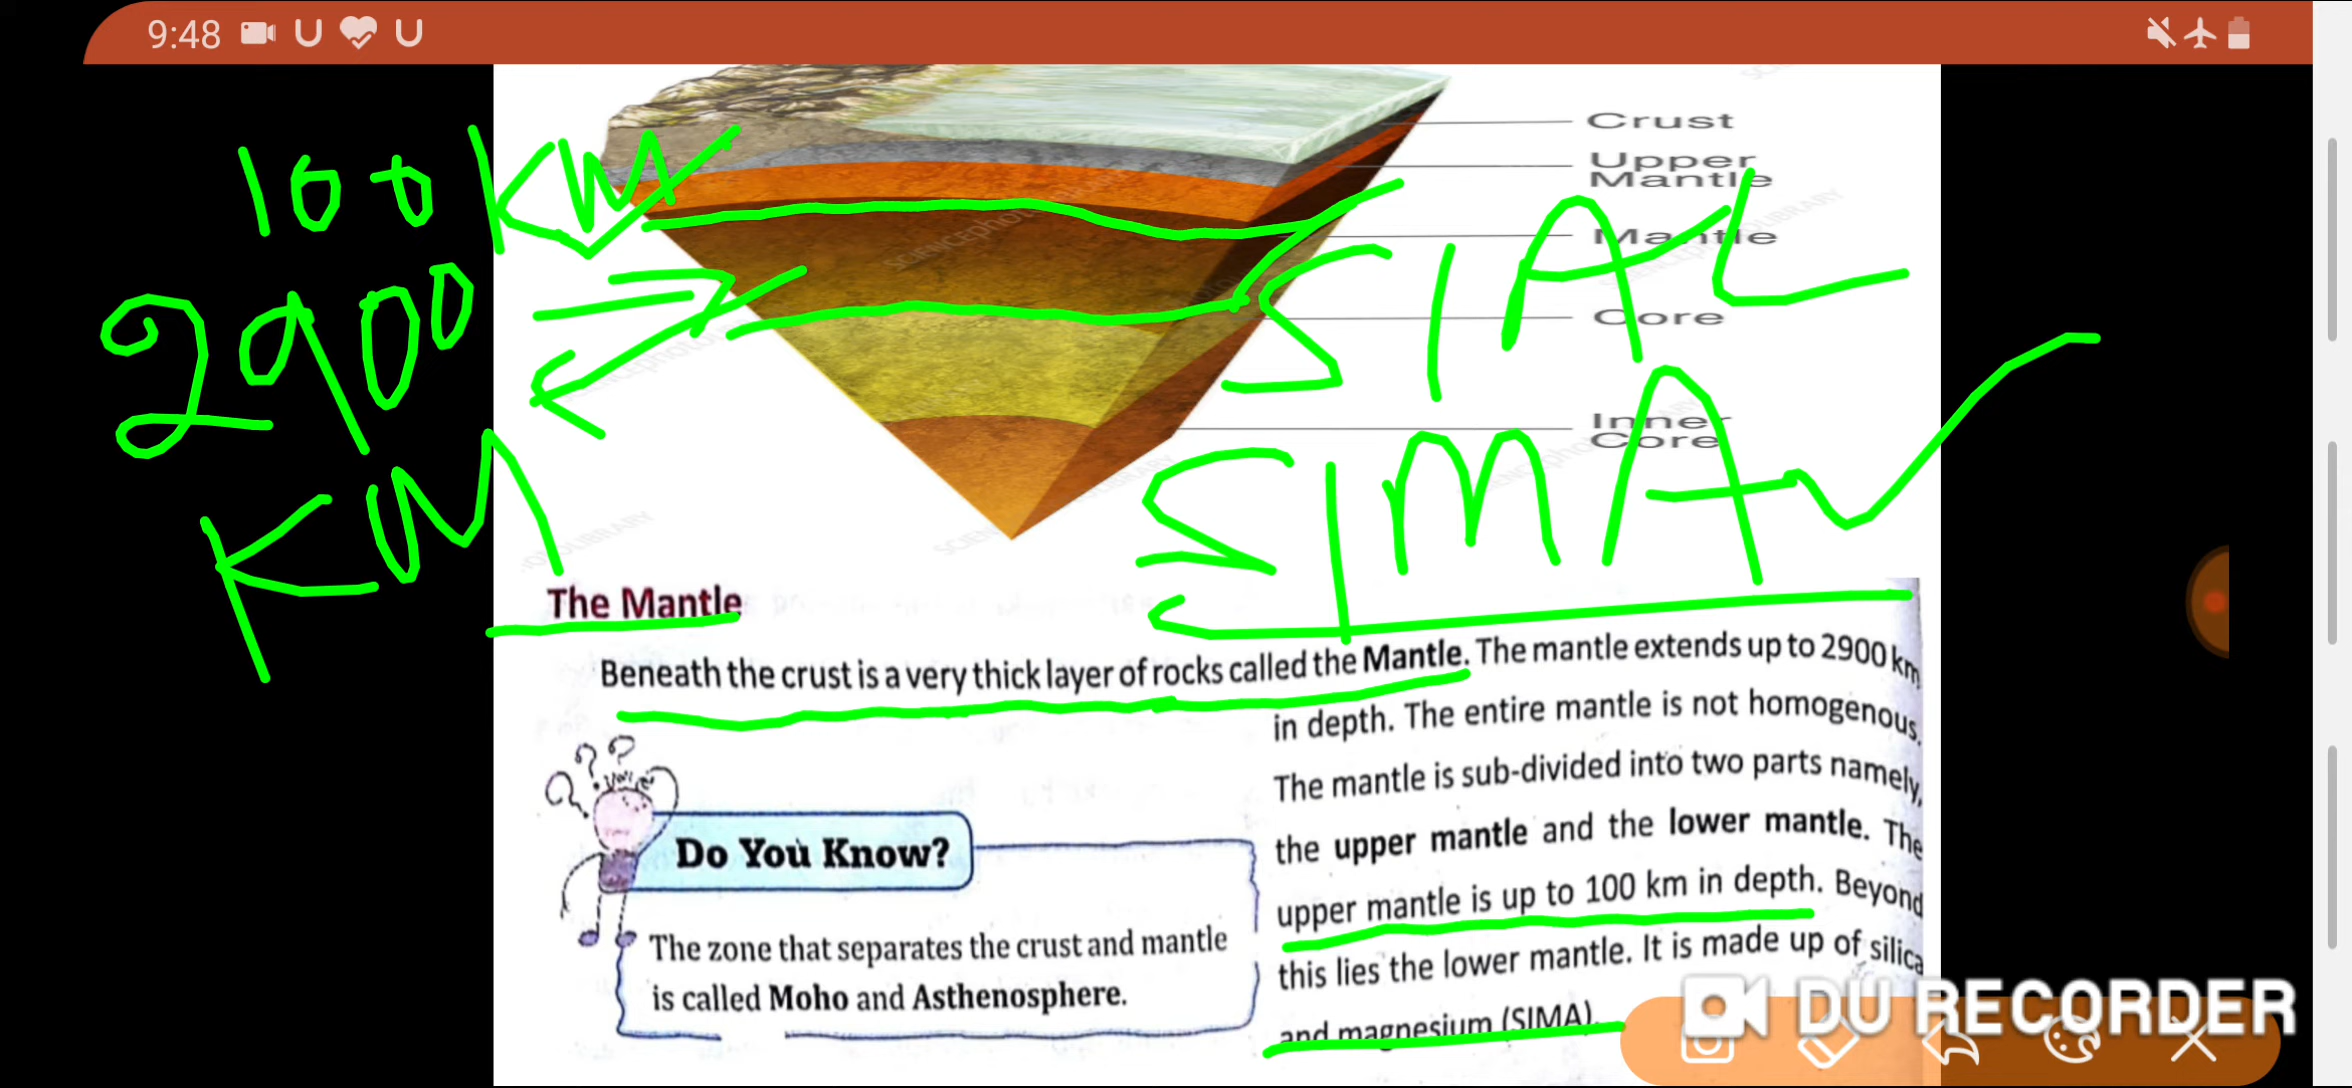 9:48
Crust
Upper
Mantle
Mantle
Core
Inner
Core
100 KM
2900
KM
SIAL
SIMA
The Mantle
Beneath the crust is a very thick layer of rocks called the Mantle. The mantle extends up to 2900 km
in depth. The entire mantle is not homogenous.
The mantle is sub-divided into two parts namely,
the upper mantle and the lower mantle. The
upper mantle is up to 100 km in depth. Beyond
this lies the lower mantle. It is made up of silica
and magnesium (SIMA).
Do You Know?
The zone that separates the crust and mantle
is called Moho and Asthenosphere.
DU RECORDER